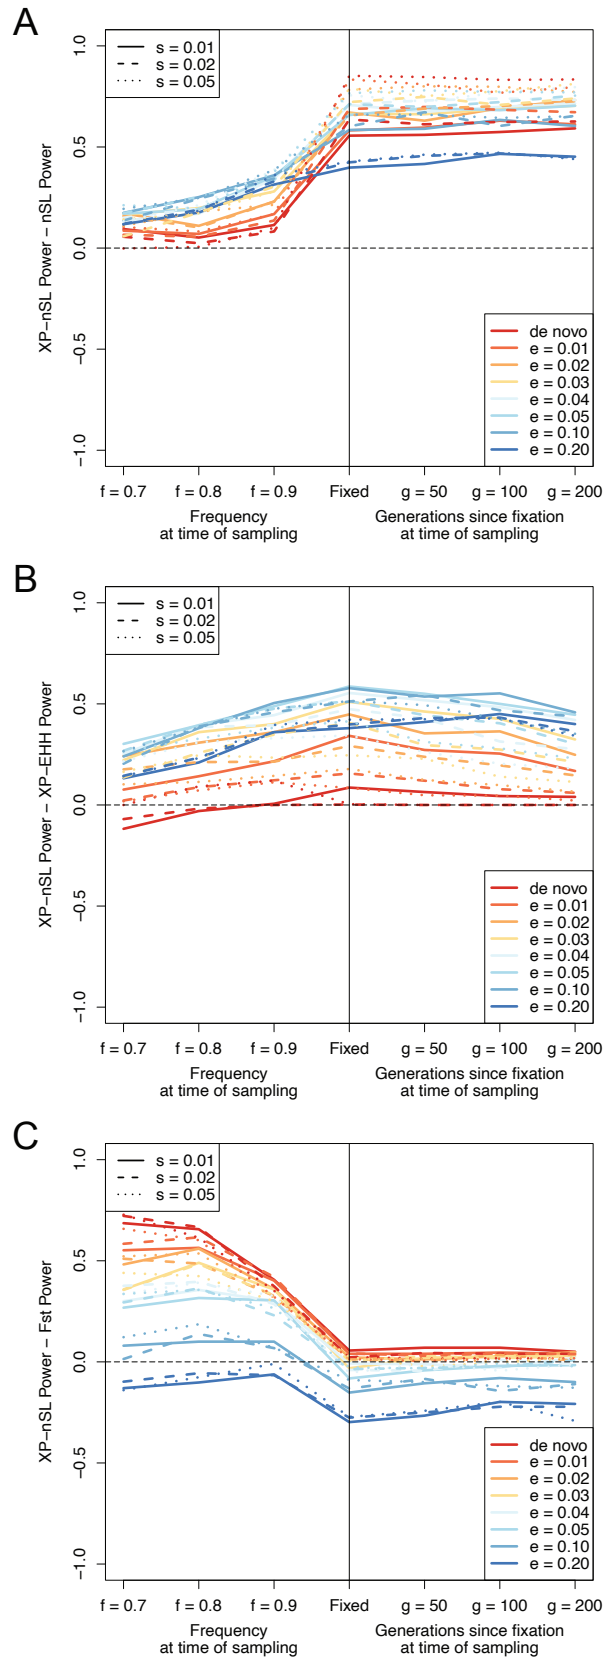 A
XP−nSL Power − nSL Power
1.0
0.5
0.0
−0.5
−1.0
s = 0.01
s = 0.02
s = 0.05
de novo
e = 0.01
e = 0.02
e = 0.03
e = 0.04
e = 0.05
e = 0.10
e = 0.20
f = 0.7 f = 0.8 f = 0.9 Fixed g = 50 g = 100 g = 200
Frequency
at time of sampling
Generations since fixation
at time of sampling
B
XP−nSL Power − XP−EHH Power
1.0
0.5
0.0
−0.5
−1.0
s = 0.01
s = 0.02
s = 0.05
de novo
e = 0.01
e = 0.02
e = 0.03
e = 0.04
e = 0.05
e = 0.10
e = 0.20
f = 0.7 f = 0.8 f = 0.9 Fixed g = 50 g = 100 g = 200
Frequency
at time of sampling
Generations since fixation
at time of sampling
C
XP−nSL Power − Fst Power
1.0
0.5
0.0
−0.5
−1.0
s = 0.01
s = 0.02
s = 0.05
de novo
e = 0.01
e = 0.02
e = 0.03
e = 0.04
e = 0.05
e = 0.10
e = 0.20
f = 0.7 f = 0.8 f = 0.9 Fixed g = 50 g = 100 g = 200
Frequency
at time of sampling
Generations since fixation
at time of sampling